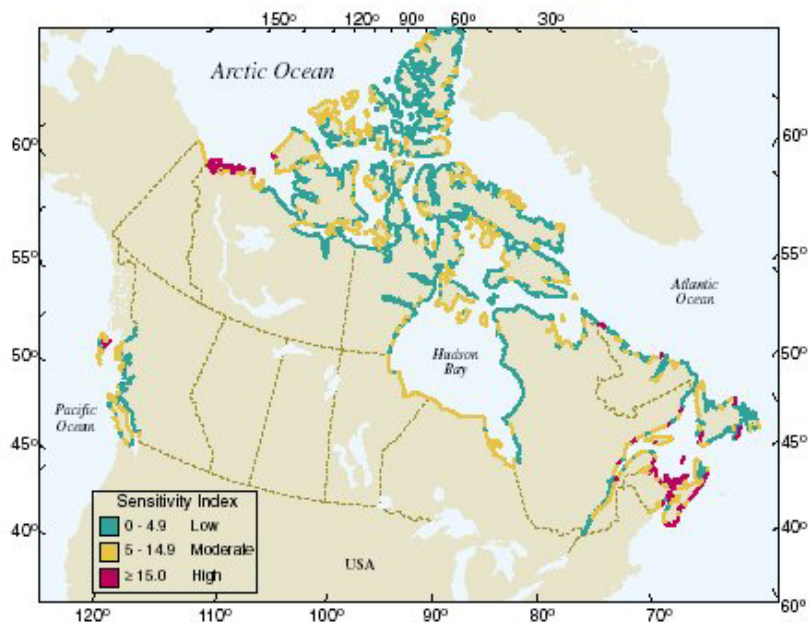 150° 120° 110° 90° 60° 30°
Arctic Ocean
60° 60°
55° 55°
Atlantic
Ocean
50° 50°
Hudson
Bay
Pacific
Ocean
45° 45°
Sensitivity Index
0 - 4.9 Low
5 - 14.9 Moderate
≥ 15.0 High
40° 40°
USA
60°
120° 110° 100° 90° 80° 70°